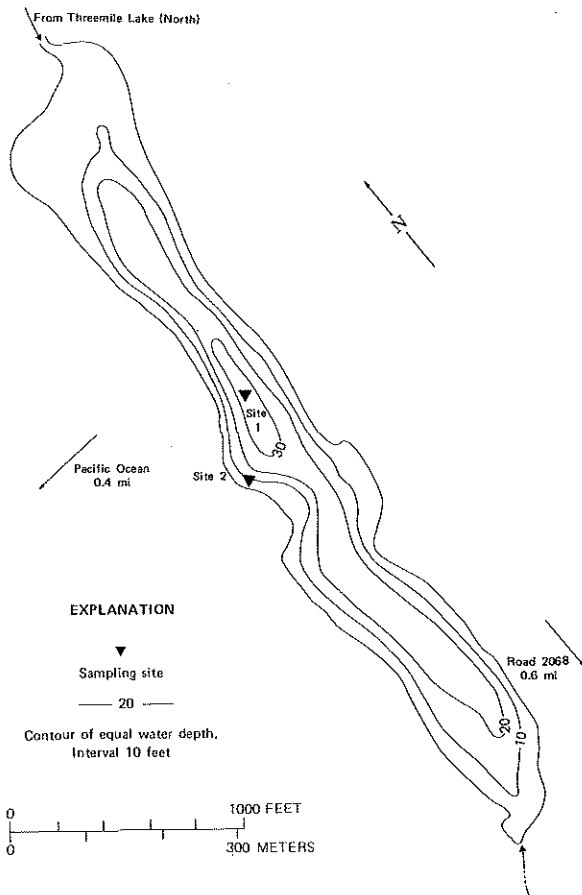 From Threemile Lake (North)
N
Site
1
30
Pacific Ocean
0.4 mi
Site 2
EXPLANATION
Sampling site
20
Contour of equal water depth,
Interval 10 feet
Road 2068
0.6 mi
20
10
0
1000 FEET
0
300 METERS